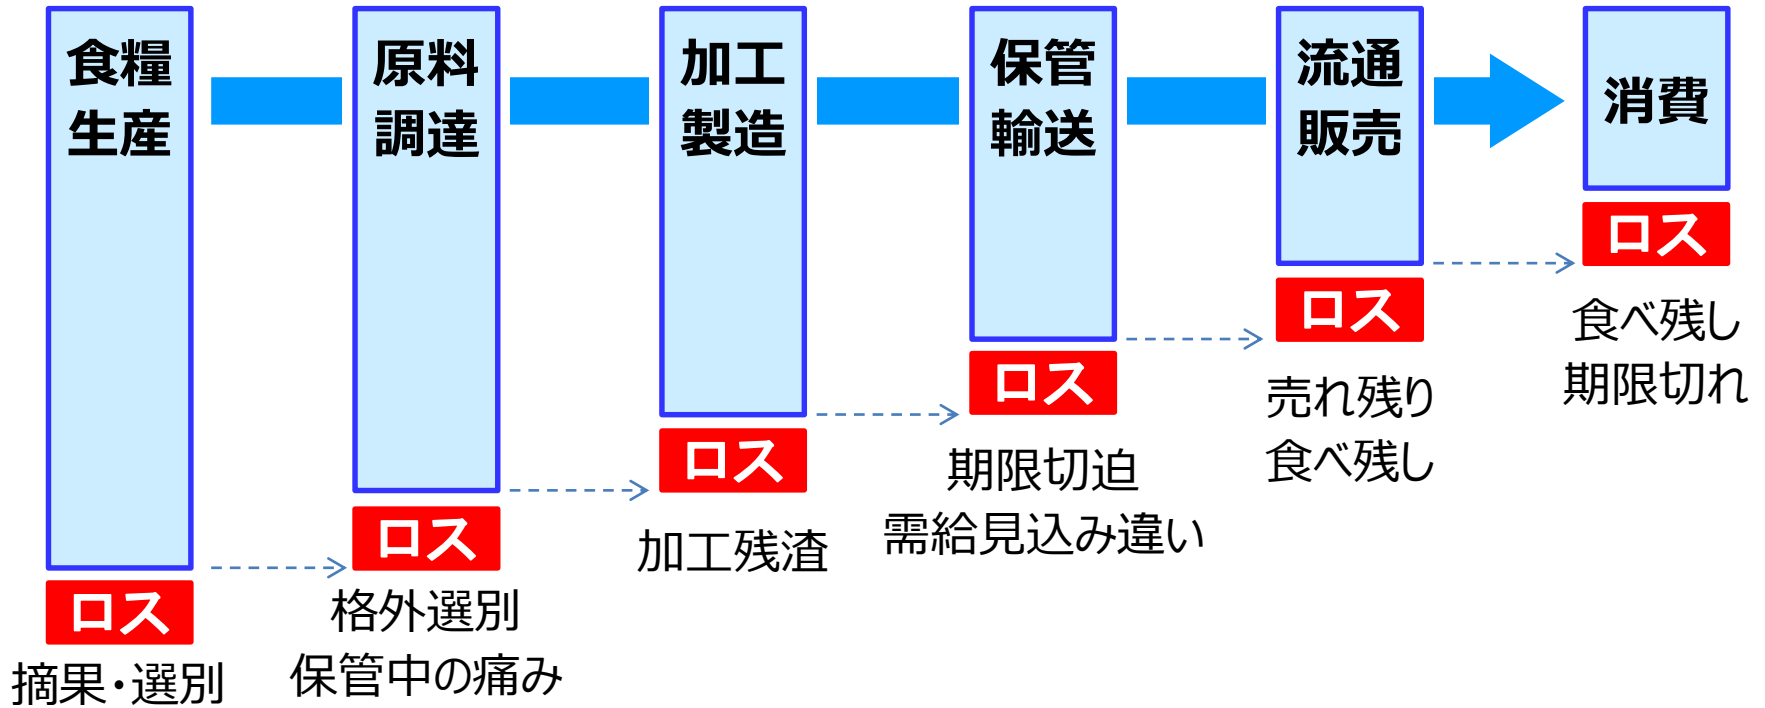 食糧
生産
原料
調達
加工
製造
保管
輸送
流通
販売
消費
ロス
摘果・選別
ロス
格外選別
保管中の痛み
ロス
加工残渣
ロス
期限切迫
需給見込み違い
ロス
売れ残り
食べ残し
ロス
食べ残し
期限切れ